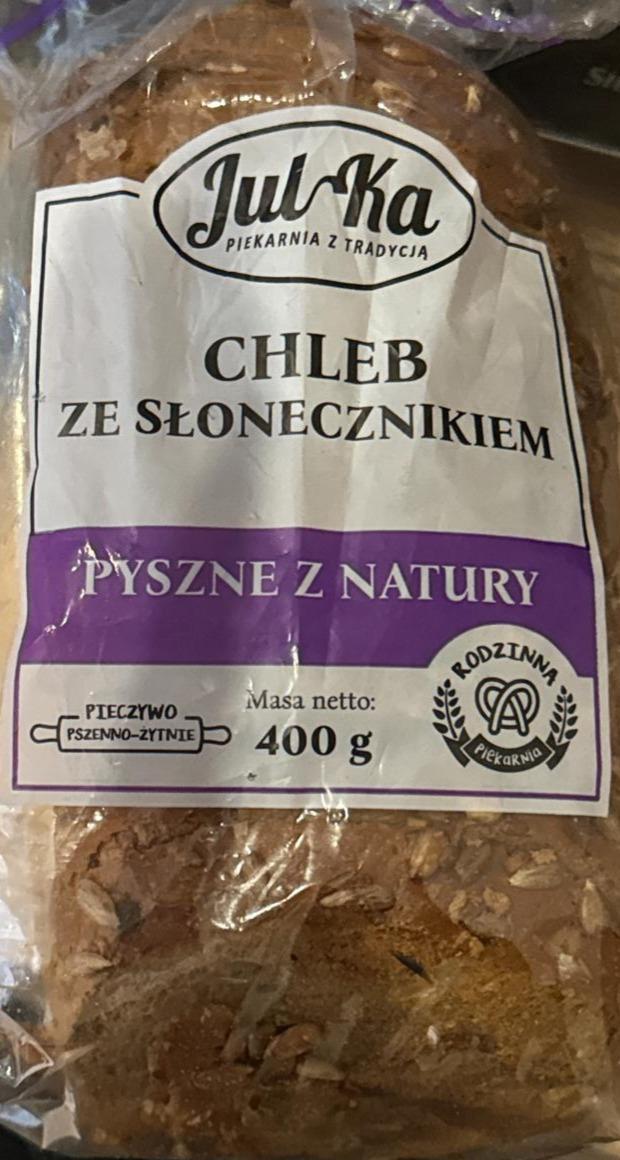 Jul-Ka
PIEKARNIA Z TRADYCJĄ
CHLEB
ZE SŁONECZNIKIEM
PYSZNE Z NATURY
PIECZYWO
PSZENNO-ŻYTNIE
Masa netto:
400 g
RODZINNA
PIEKARNIA